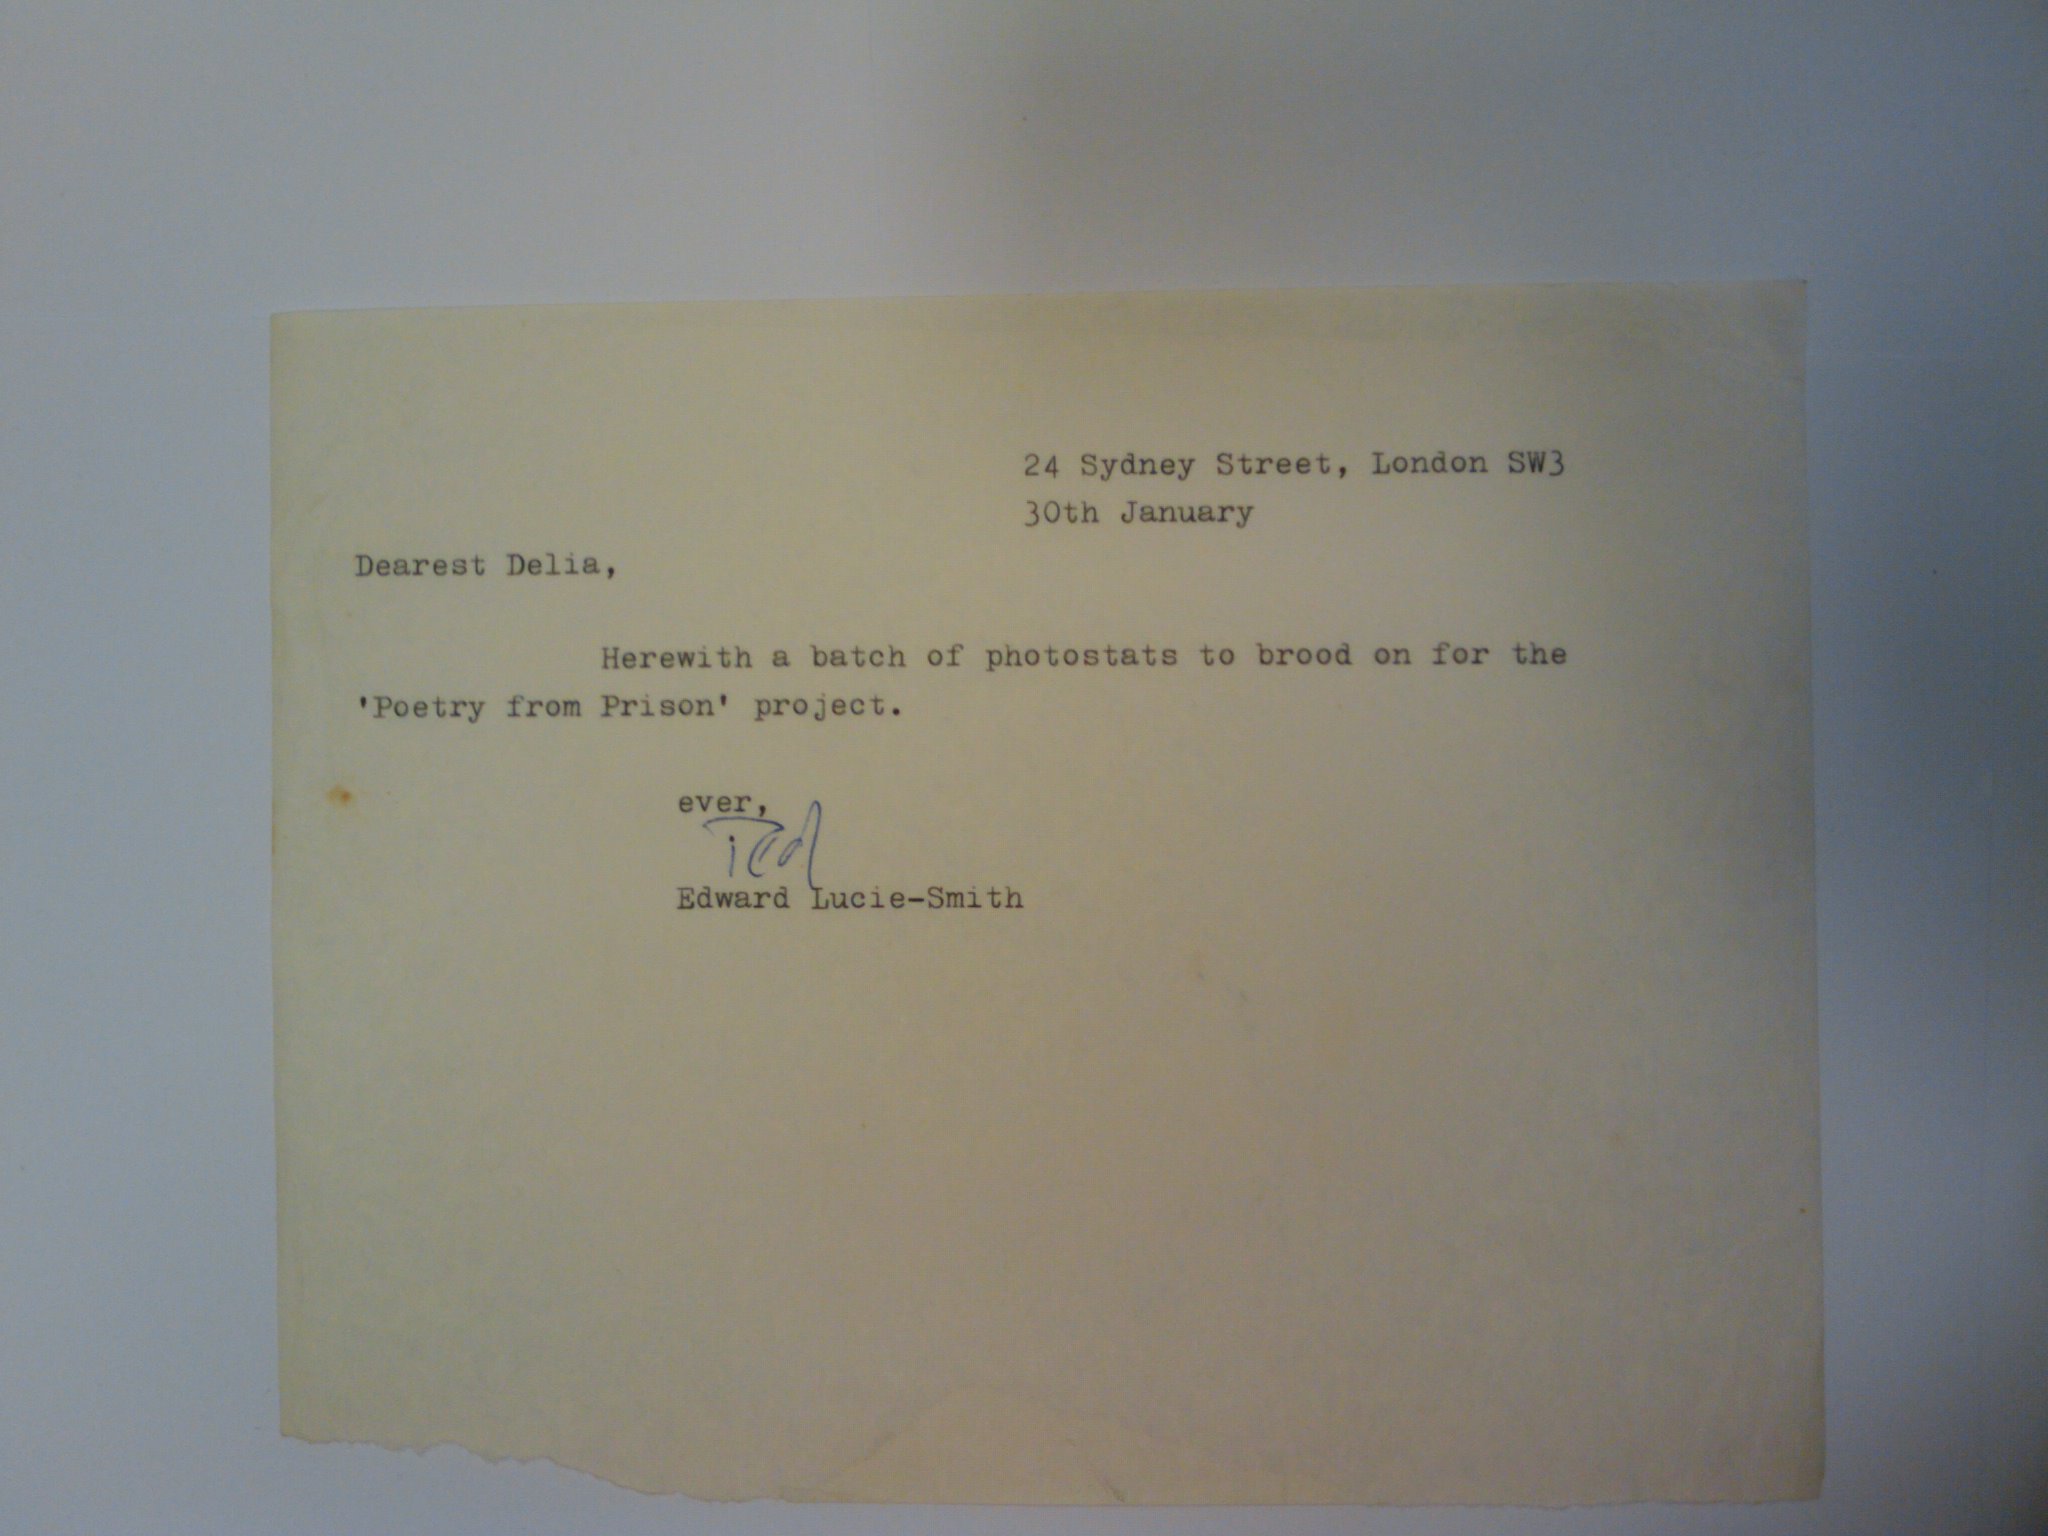 24 Sydney Street, London SW3
30th January
Dearest Delia,
Herewith a batch of photostats to brood on for the
'Poetry from Prison' project.
ever,
Ted
Edward Lucie-Smith